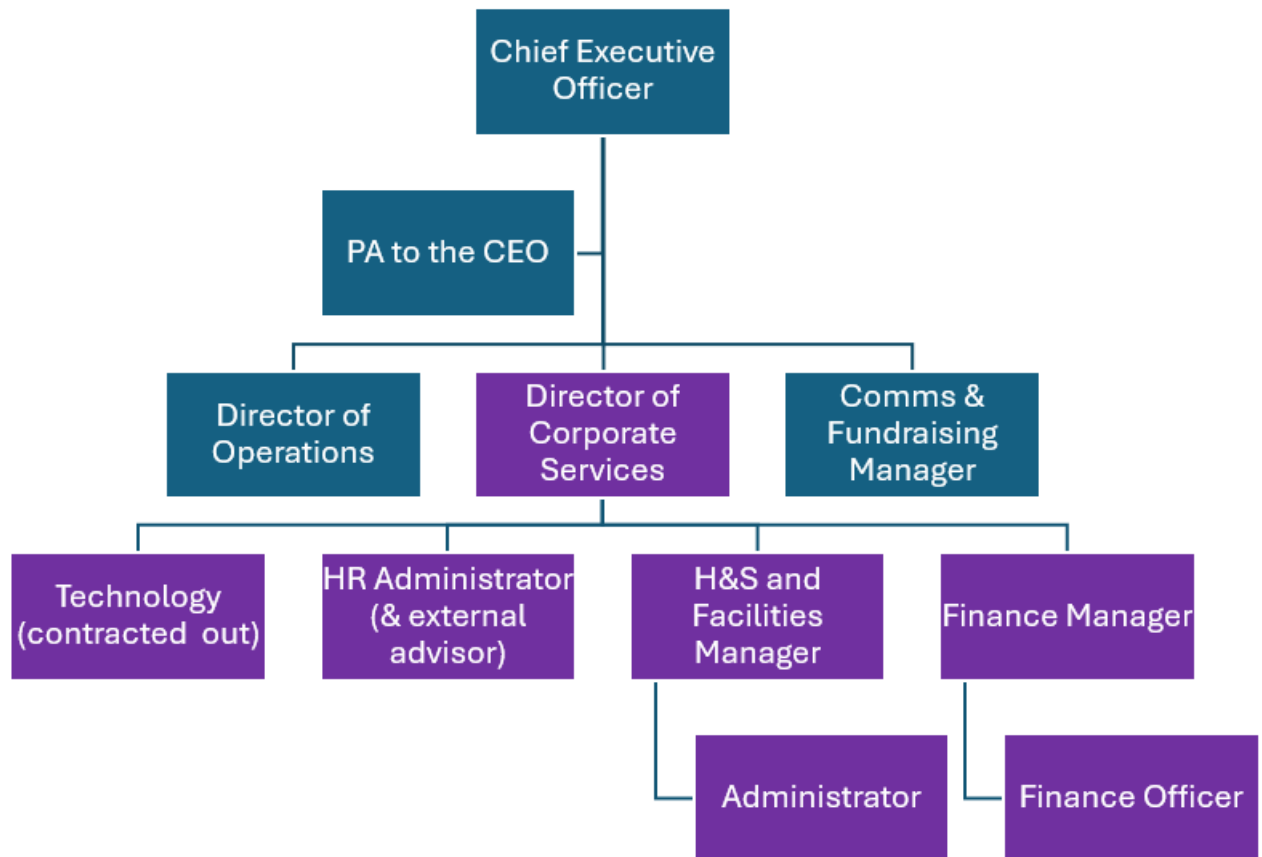 Chief Executive
Officer
PA to the CEO
Director of
Operations
Director of
Corporate
Services
Comms &
Fundraising
Manager
Technology
(contracted out)
HR Administrator
(& external
advisor)
H&S and
Facilities
Manager
Finance Manager
Administrator
Finance Officer